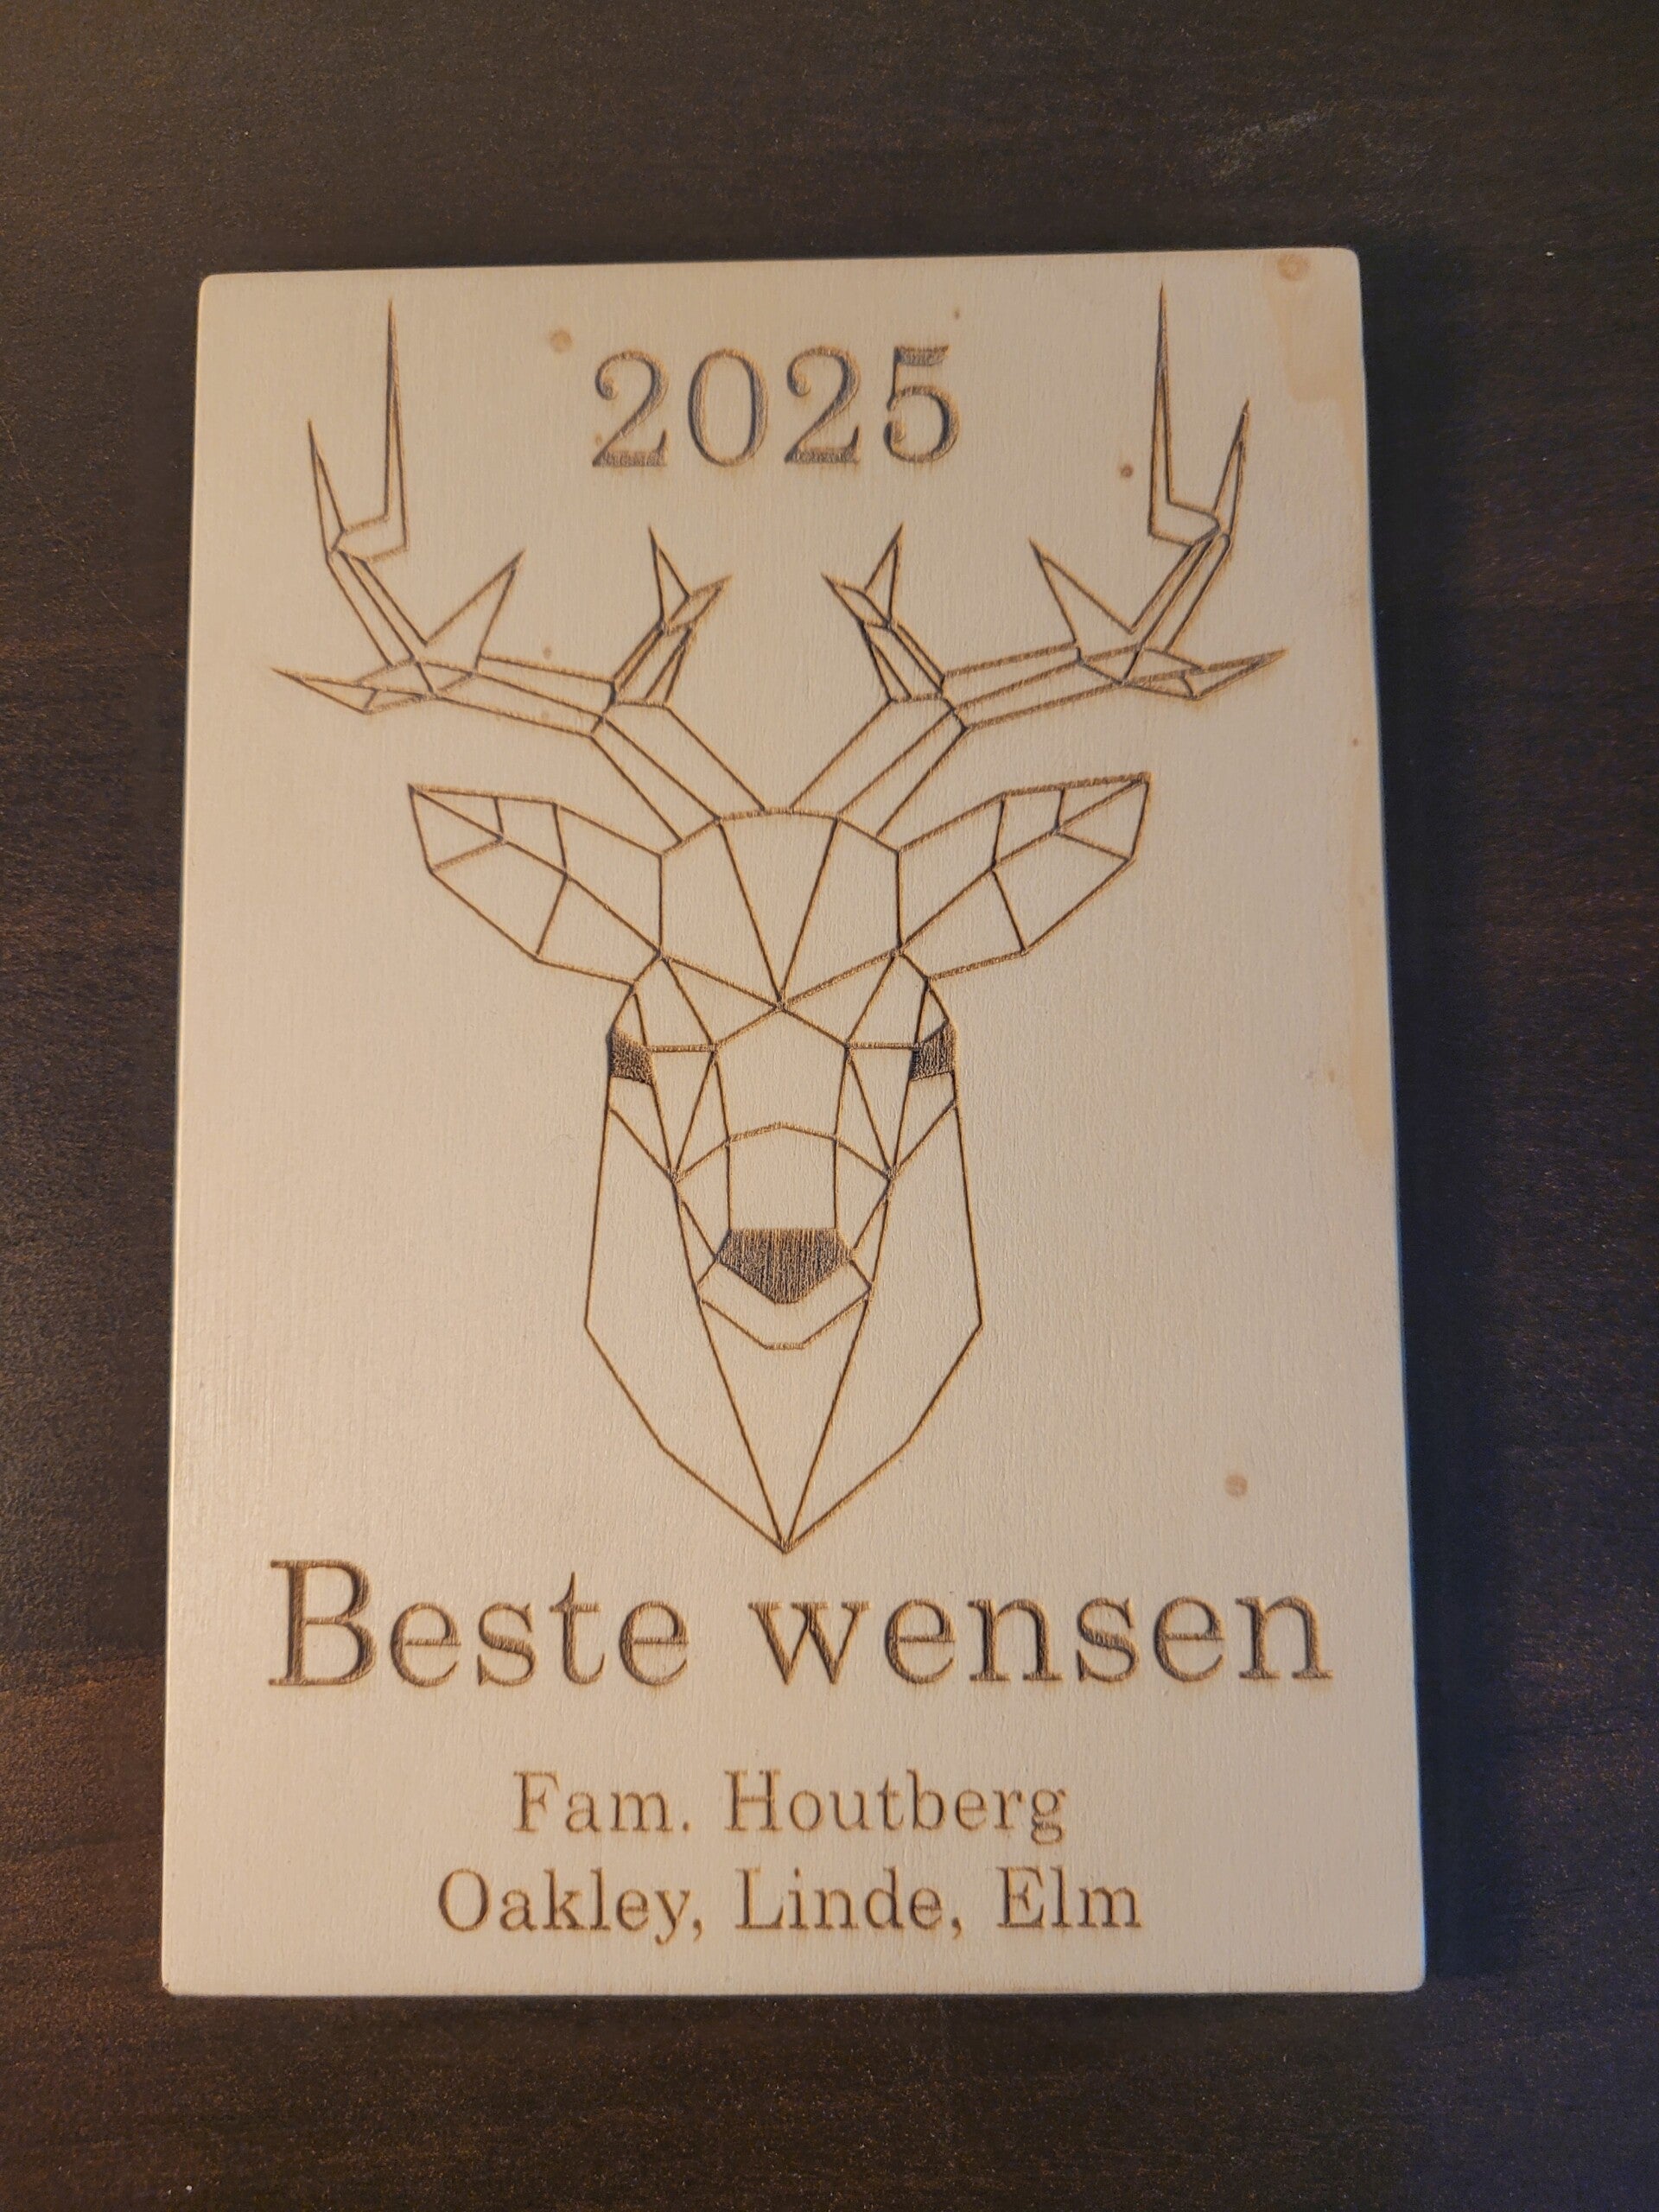 2025
Beste wensen
Fam. Houtberg
Oakley, Linde, Elm